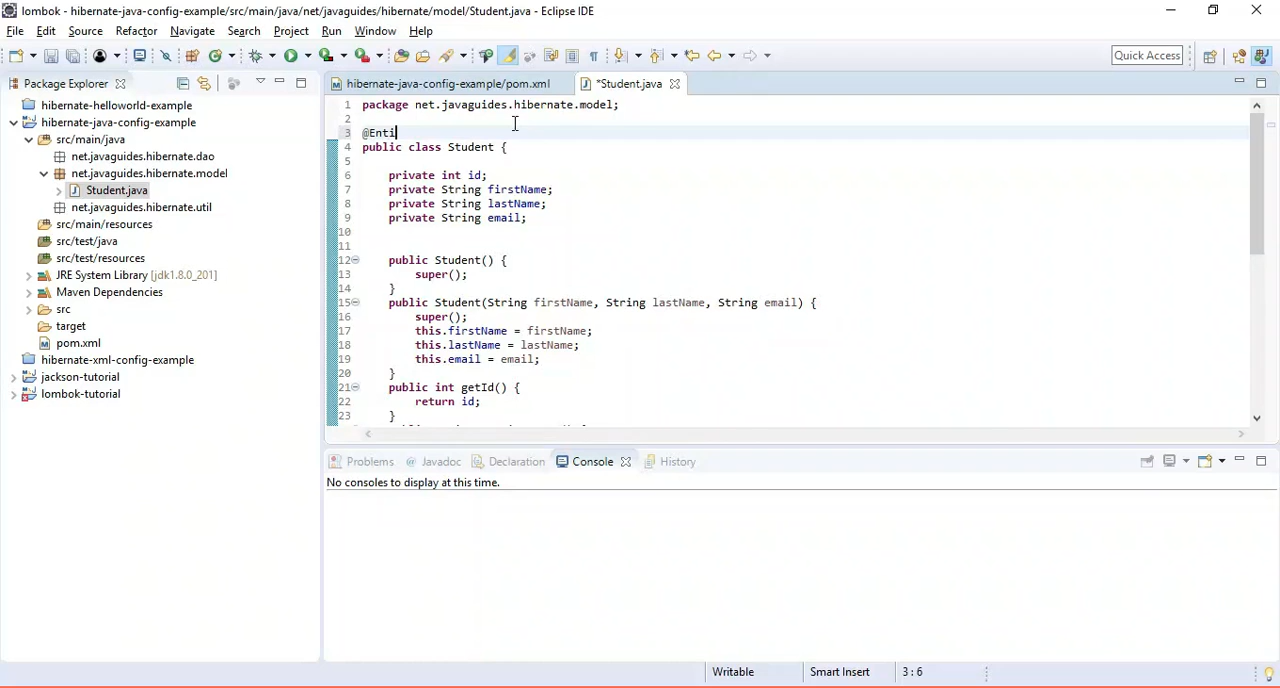 lombok - hibernate-java-config-example/src/main/java/net/javaguides/hibernate/model/Student.java - Eclipse IDE
File Edit Source Refactor Navigate Search Project Run Window Help
Quick Access
Package Explorer
hibernate-java-config-example/pom.xml
*Student.java
hibernate-helloworld-example
hibernate-java-config-example
src/main/java
net.javaguides.hibernate.dao
net.javaguides.hibernate.model
Student.java
net.javaguides.hibernate.util
src/main/resources
src/test/java
src/test/resources
JRE System Library [jdk1.8.0_201]
Maven Dependencies
src
target
pom.xml
hibernate-xml-config-example
jackson-tutorial
lombok-tutorial
1 package net.javaguides.hibernate.model;
2
3 @Enti
4 public class Student {
5
6 private int id;
7 private String firstName;
8 private String lastName;
9 private String email;
10
11
12 public Student() {
13 super();
14 }
15 public Student(String firstName, String lastName, String email) {
16 super();
17 this.firstName = firstName;
18 this.lastName = lastName;
19 this.email = email;
20 }
21 public int getId() {
22 return id;
23 }
Problems @ Javadoc Declaration Console History
No consoles to display at this time.
Writable Smart Insert 3 : 6